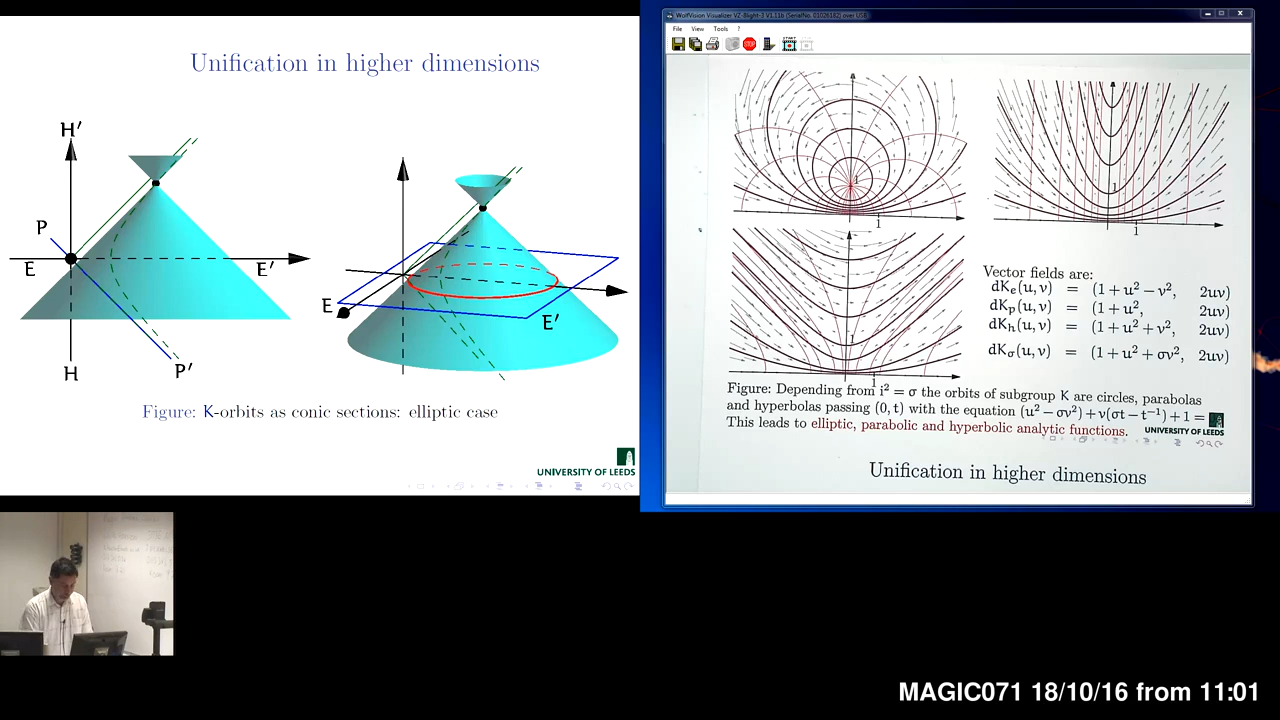 Unification in higher dimensions
H′
P
E
E′
H
P′
E
E′
Figure: K-orbits as conic sections: elliptic case
UNIVERSITY OF LEEDS
File View Tools ?
1
1
1
1
1
1
Vector fields are:
dKe(u,v) = (1 + u² − v², 2uv)
dKp(u,v) = (1 + u², 2uv)
dKh(u,v) = (1 + u² + v², 2uv)
dKσ(u,v) = (1 + u² + σv², 2uv)
Figure: Depending from i² = σ the orbits of subgroup K are circles, parabolas
and hyperbolas passing (0, t) with the equation (u² − σv²) + v(σt − t⁻¹) + 1 =
This leads to elliptic, parabolic and hyperbolic analytic functions.
UNIVERSITY OF LEEDS
Unification in higher dimensions
MAGIC071 18/10/16 from 11:01